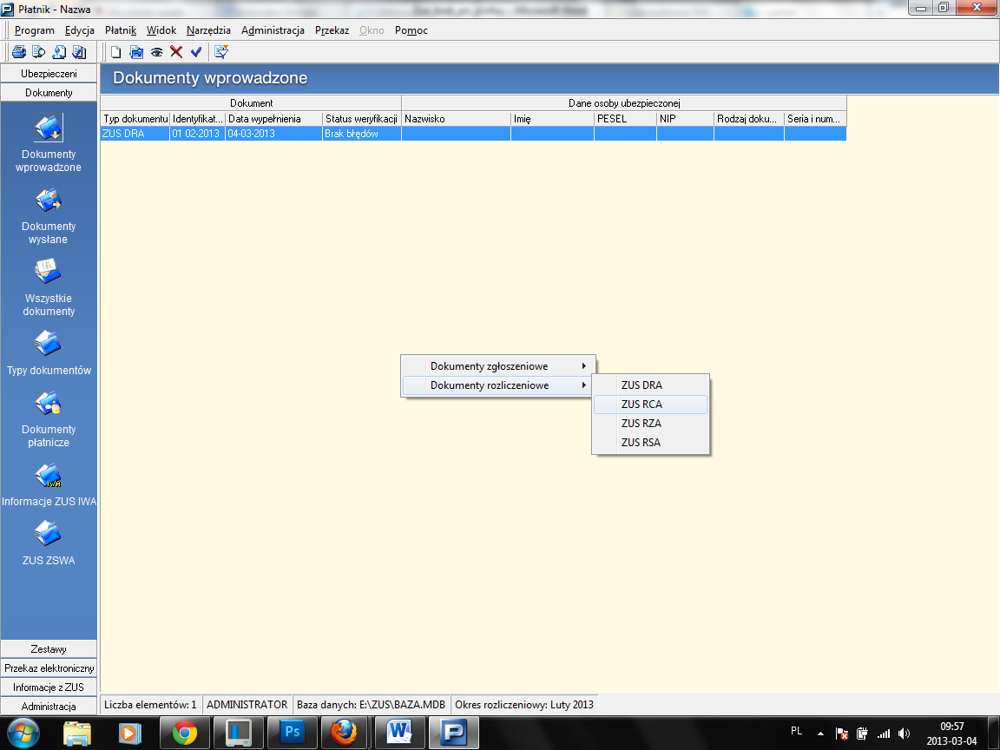 Płatnik - Nazwa
Program Edycja Płatnik Widok Narzędzia Administracja Przekaz Okno Pomoc
Ubezpieczeni
Dokumenty
Dokumenty
wprowadzone
Dokumenty
wysłane
Wszystkie
dokumenty
Typy dokumentów
Dokumenty
płatnicze
IWA
Informacje ZUS IWA
ZUS ZSWA
Zestawy
Przekaz elektroniczny
Informacje z ZUS
Administracja
Dokumenty wprowadzone
Dokument Dane osoby ubezpieczonej
Typ dokumentu Identyfikat... Data wypełnienia Status weryfikacji Nazwisko Imię PESEL NIP Rodzaj doku... Seria i num...
ZUS DRA 01 02-2013 04-03-2013 Brak błędów
Dokumenty zgłoszeniowe
Dokumenty rozliczeniowe
ZUS DRA
ZUS RCA
ZUS RZA
ZUS RSA
Liczba elementów: 1 ADMINISTRATOR Baza danych: E:\ZUS\BAZA.MDB Okres rozliczeniowy: Luty 2013
Ps W P PL 09:57
2013-03-04